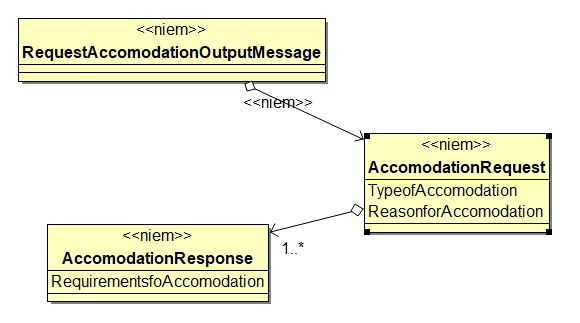 <<niem>>
RequestAccomodationOutputMessage
<<niem>>
<<niem>>
AccomodationRequest
TypeofAccomodation
ReasonforAccomodation
<<niem>>
AccomodationResponse
RequirementsfoAccomodation
1..*